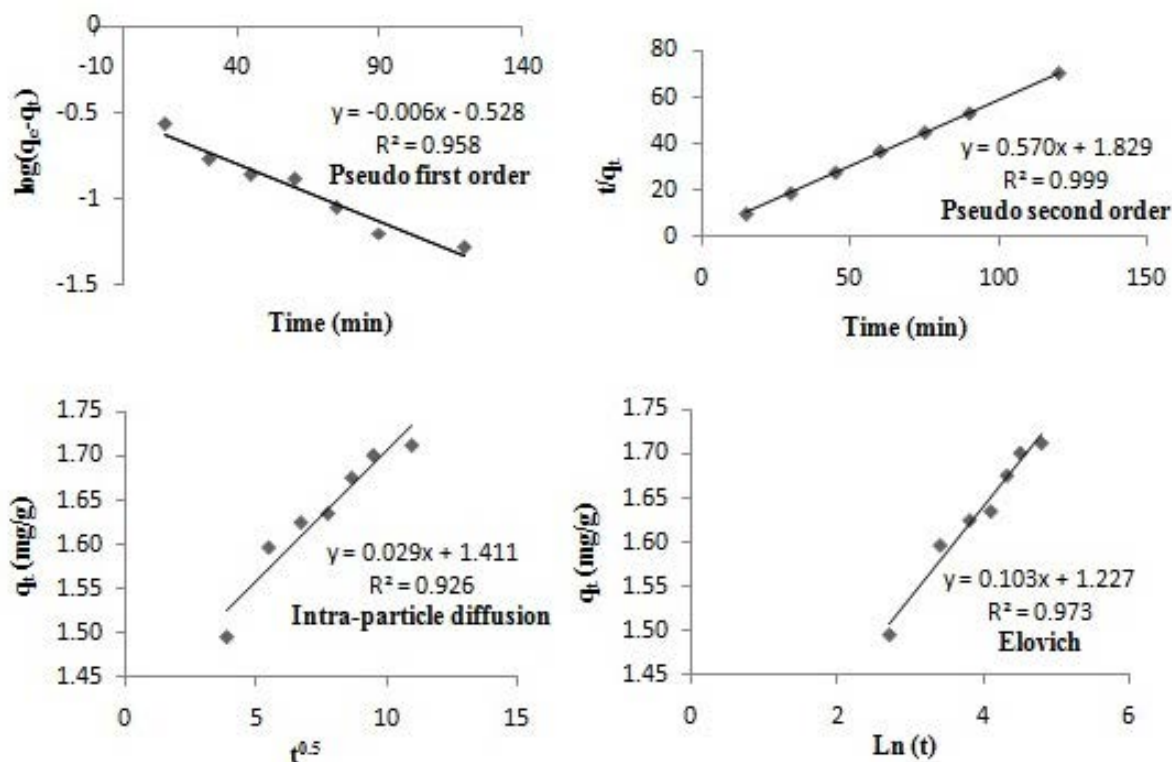 0
-10 40 90 140
-0.5
-1
-1.5
log(qe-qt)
y = -0.006x - 0.528
R² = 0.958
Pseudo first order
Time (min)
80
60
40
20
0
t/qt
y = 0.570x + 1.829
R² = 0.999
Pseudo second order
0 50 100 150
Time (min)
1.75
1.70
1.65
1.60
1.55
1.50
1.45
qt (mg/g)
y = 0.029x + 1.411
R² = 0.926
Intra-particle diffusion
0 5 10 15
t0.5
1.75
1.70
1.65
1.60
1.55
1.50
1.45
qt (mg/g)
y = 0.103x + 1.227
R² = 0.973
Elovich
0 2 4 6
Ln (t)